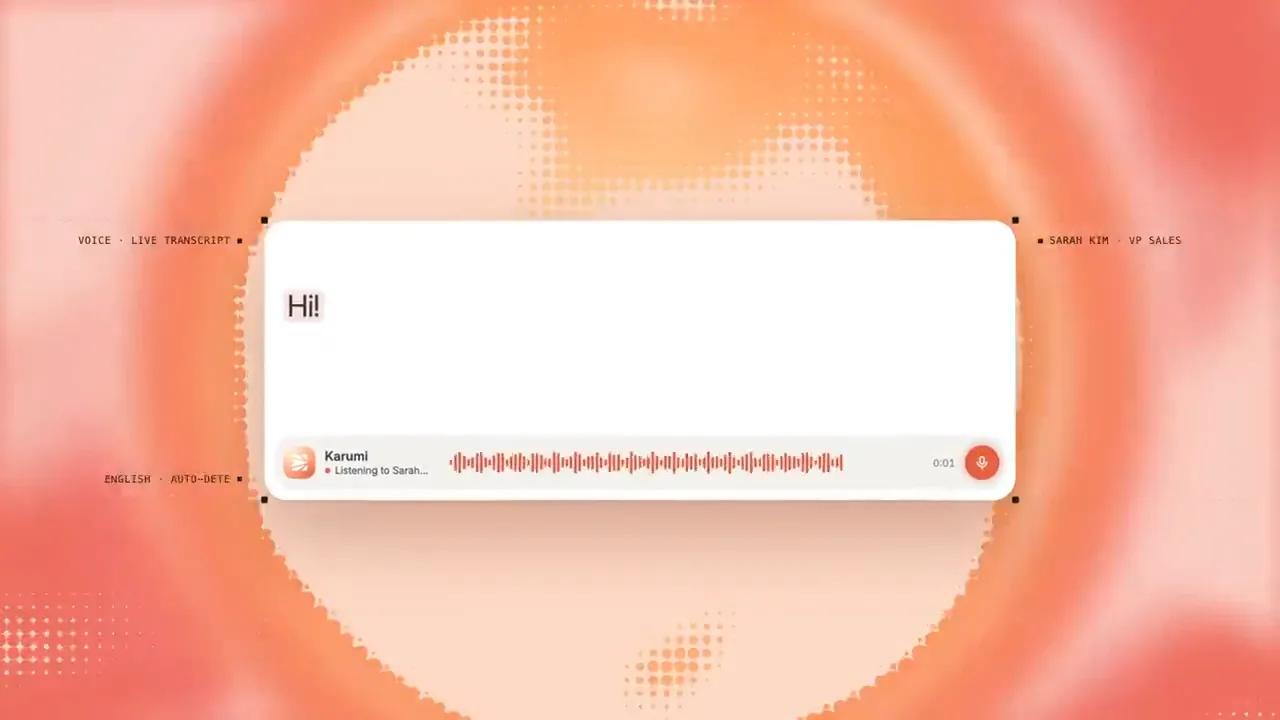 VOICE · LIVE TRANSCRIPT
SARAH KIM · VP SALES
Hi!
Karumi
Listening to Sarah...
0:01
ENGLISH · AUTO-DETE